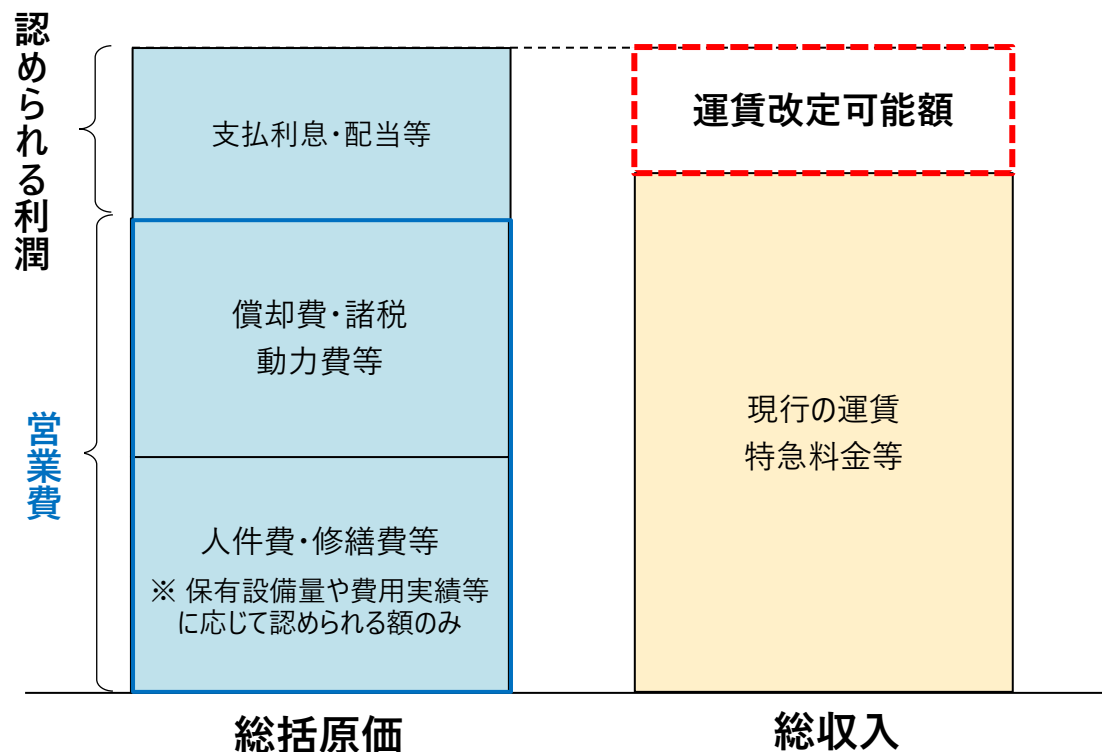 認められる利潤
支払利息・配当等
運賃改定可能額
営業費
償却費・諸税
動力費等
現行の運賃
特急料金等
人件費・修繕費等
※ 保有設備量や費用実績等
に応じて認められる額のみ
総括原価
総収入